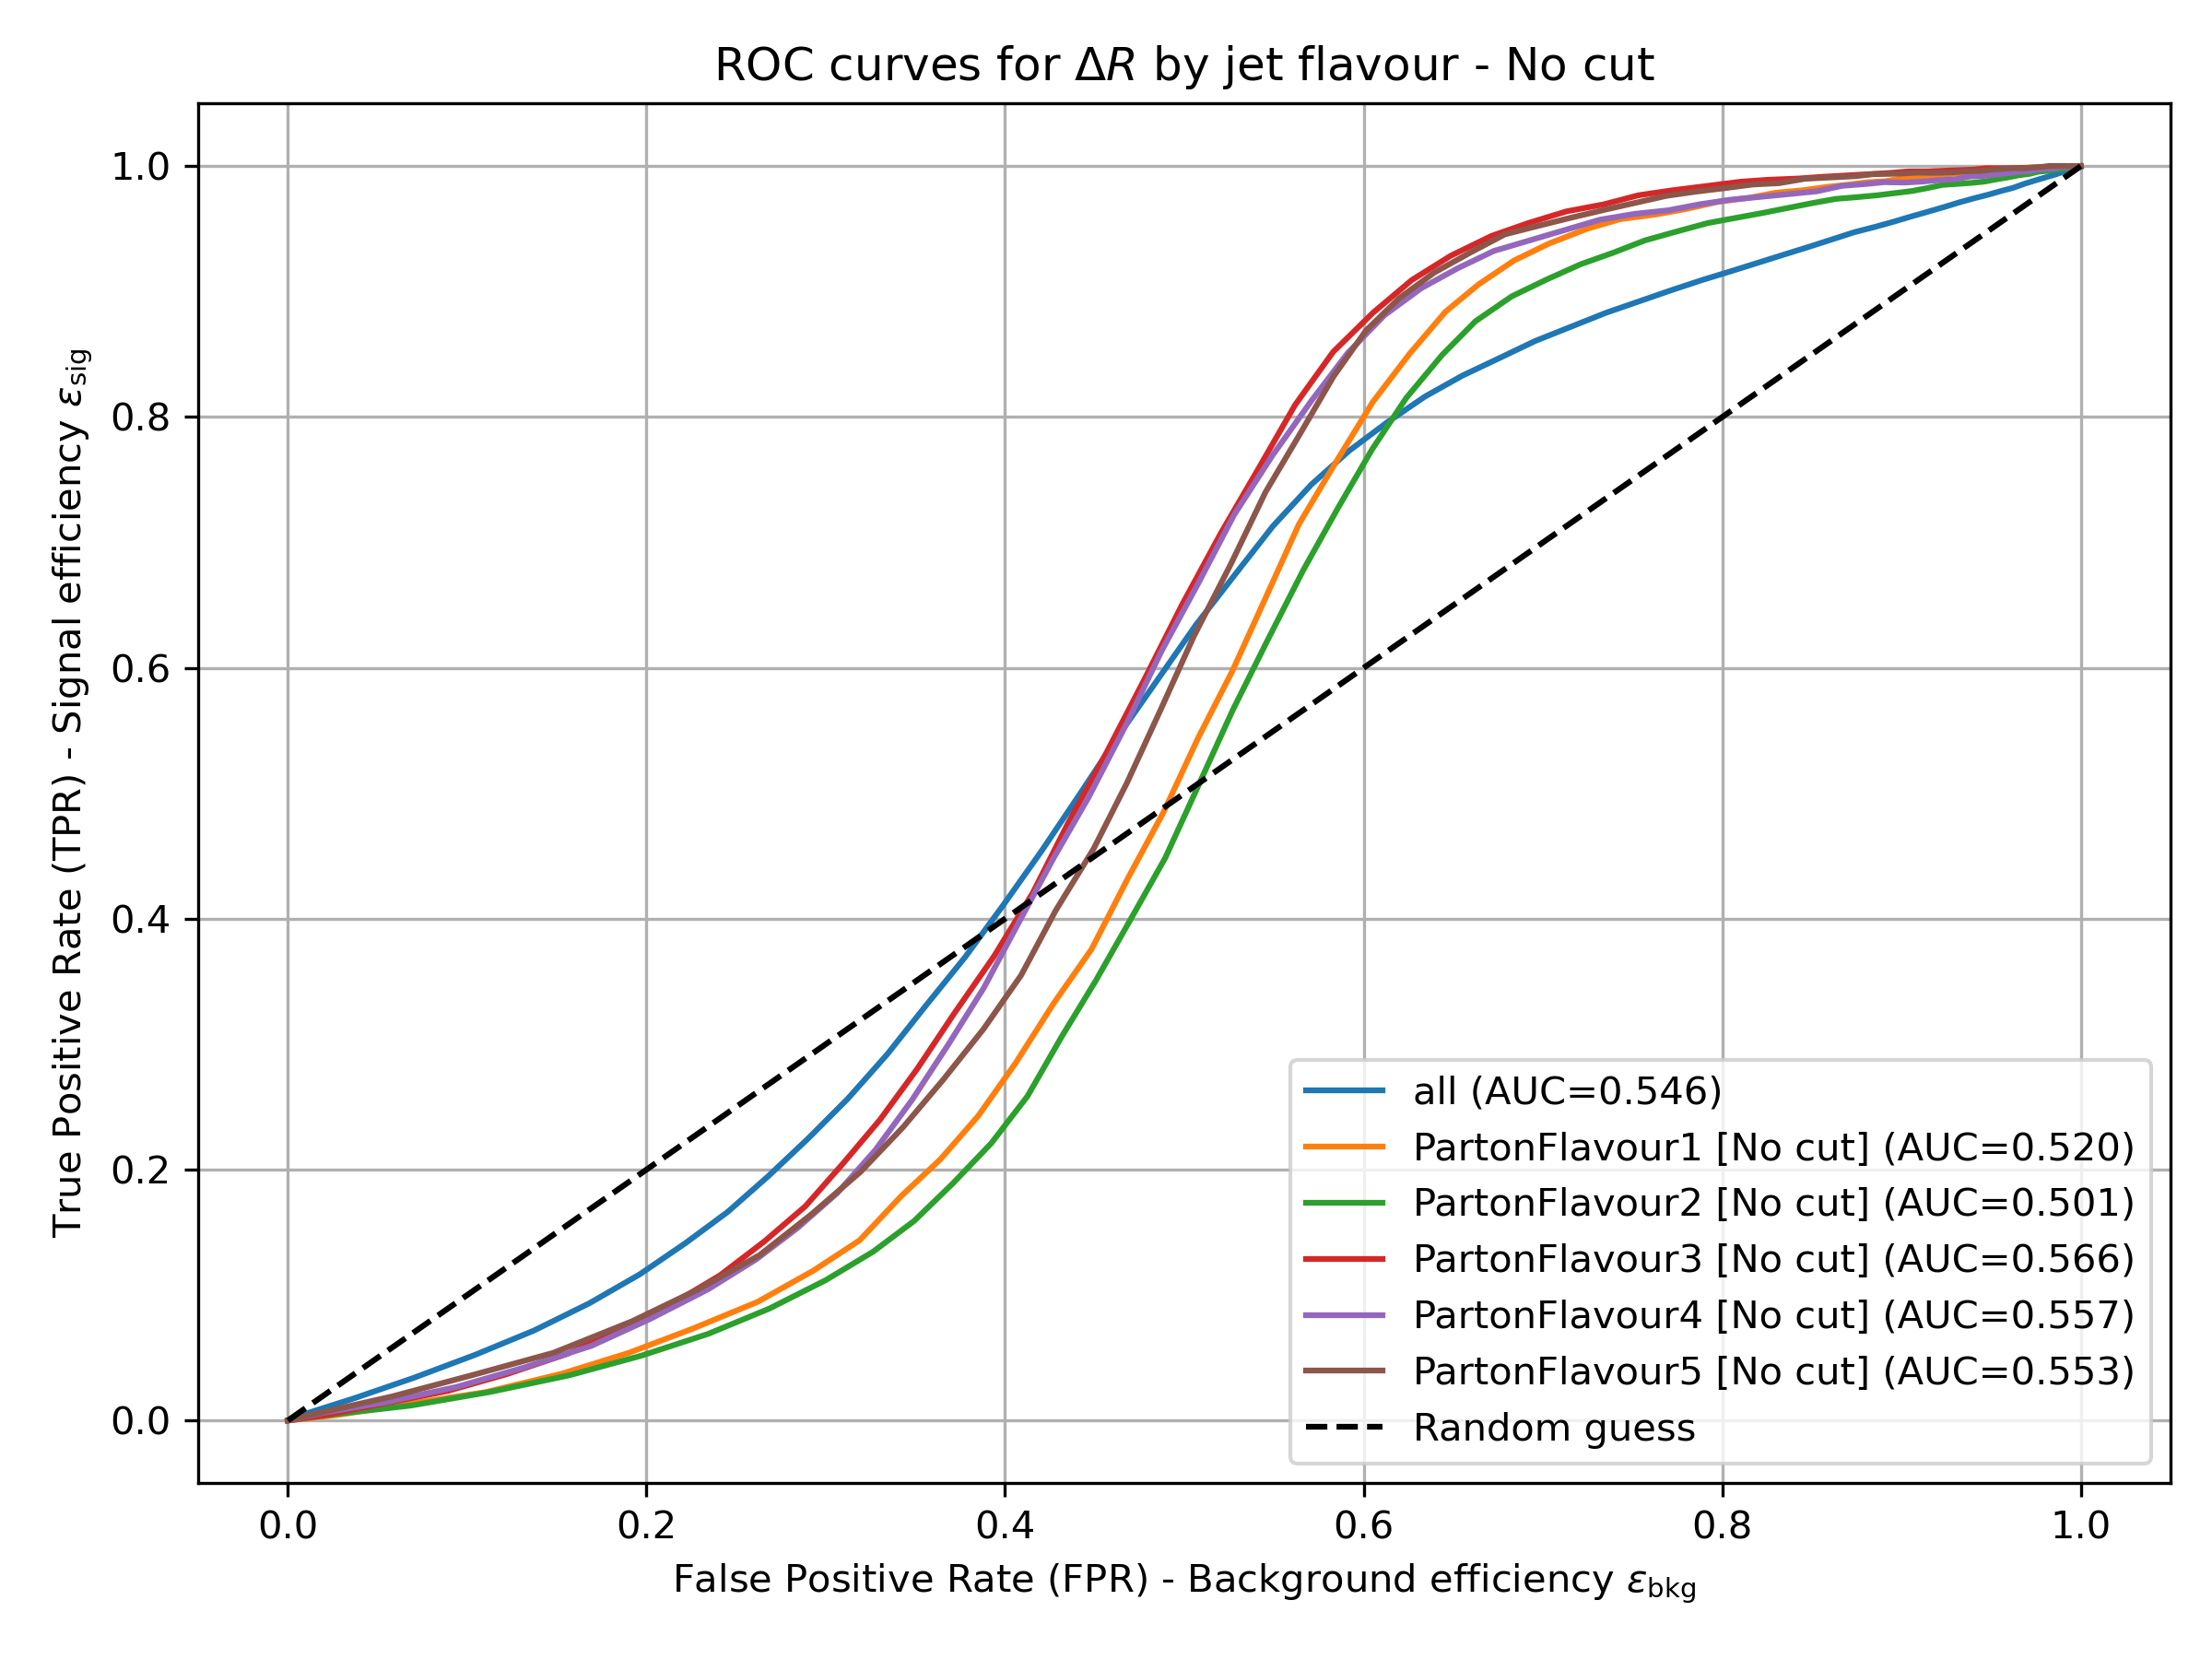 ROC curves for ΔR by jet flavour - No cut
True Positive Rate (TPR) - Signal efficiency ε_sig
1.0
0.8
0.6
0.4
0.2
0.0
0.0 0.2 0.4 0.6 0.8 1.0
False Positive Rate (FPR) - Background efficiency ε_bkg
all (AUC=0.546)
PartonFlavour1 [No cut] (AUC=0.520)
PartonFlavour2 [No cut] (AUC=0.501)
PartonFlavour3 [No cut] (AUC=0.566)
PartonFlavour4 [No cut] (AUC=0.557)
PartonFlavour5 [No cut] (AUC=0.553)
Random guess